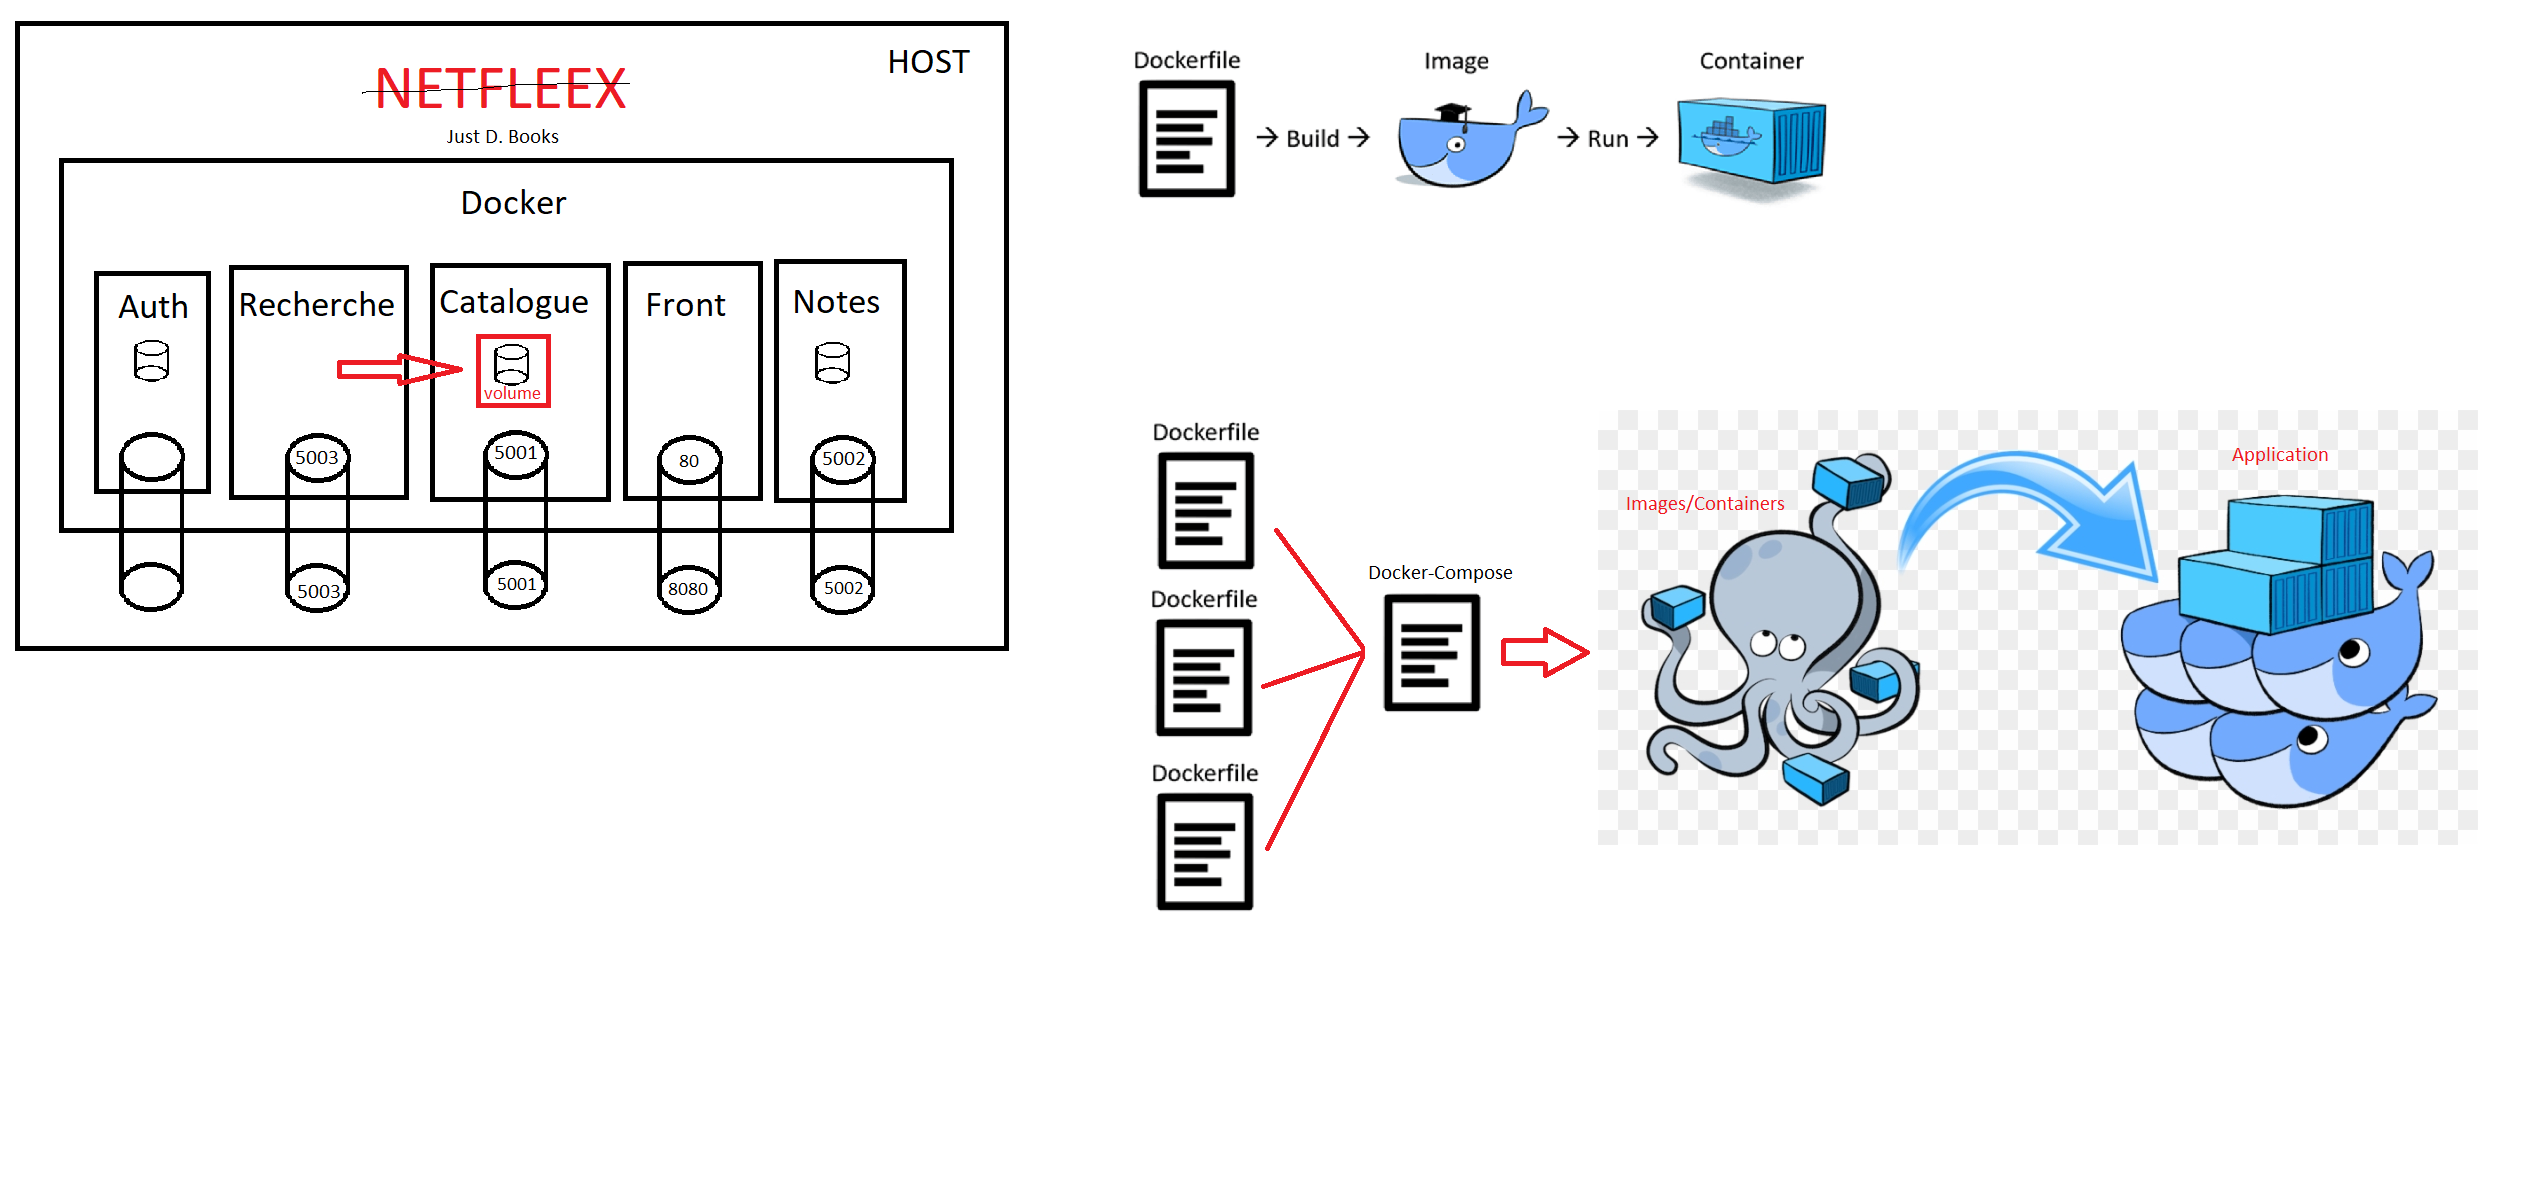 HOST
NETFLEEX
Just D. Books
Docker
Auth
Recherche
Catalogue
Front
Notes
volume
5003
5001
80
5002
5003
5001
8080
5002
Dockerfile
Image
Container
→ Build →
→ Run →
Dockerfile
Dockerfile
Dockerfile
Docker-Compose
Images/Containers
Application